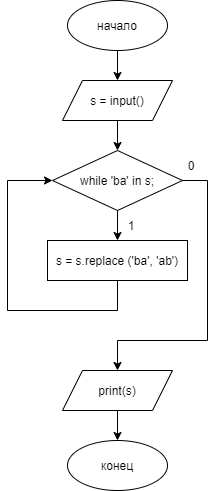 начало
s = input()
while 'ba' in s;
0
1
s = s.replace ('ba', 'ab')
print(s)
конец